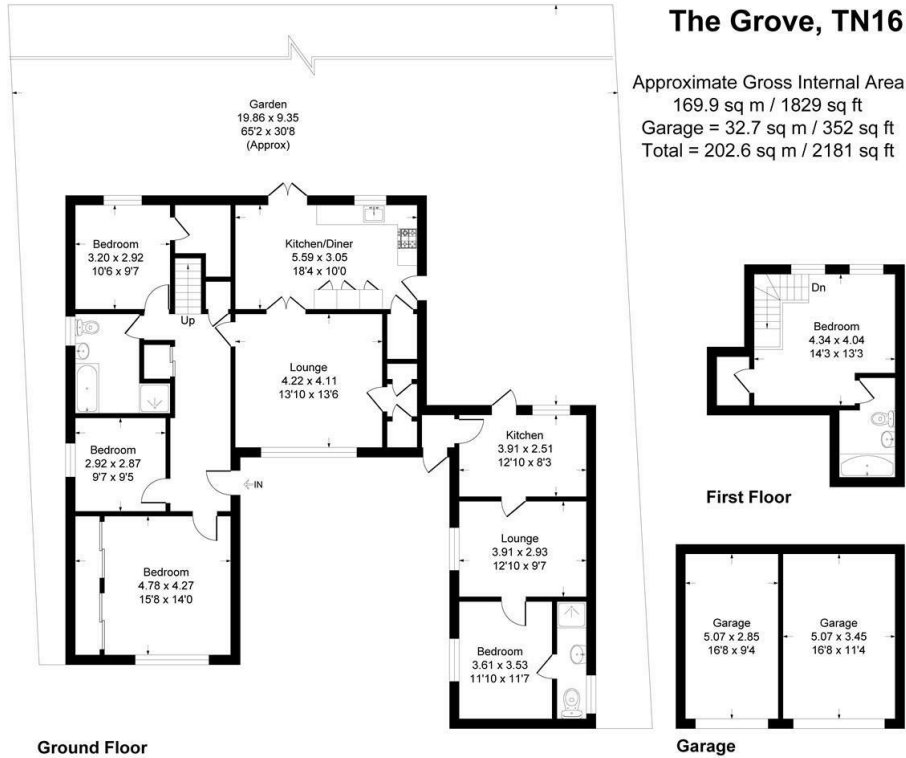 The Grove, TN16
Approximate Gross Internal Area
169.9 sq m / 1829 sq ft
Garage = 32.7 sq m / 352 sq ft
Total = 202.6 sq m / 2181 sq ft
Garden
19.86 x 9.35
65'2 x 30'8
(Approx)
Bedroom
3.20 x 2.92
10'6 x 9'7
Kitchen/Diner
5.59 x 3.05
18'4 x 10'0
Up
Lounge
4.22 x 4.11
13'10 x 13'6
Bedroom
2.92 x 2.87
9'7 x 9'5
IN
Bedroom
4.78 x 4.27
15'8 x 14'0
Kitchen
3.91 x 2.51
12'10 x 8'3
Lounge
3.91 x 2.93
12'10 x 9'7
Bedroom
3.61 x 3.53
11'10 x 11'7
Ground Floor
Dn
Bedroom
4.34 x 4.04
14'3 x 13'3
First Floor
Garage
5.07 x 2.85
16'8 x 9'4
Garage
5.07 x 3.45
16'8 x 11'4
Garage